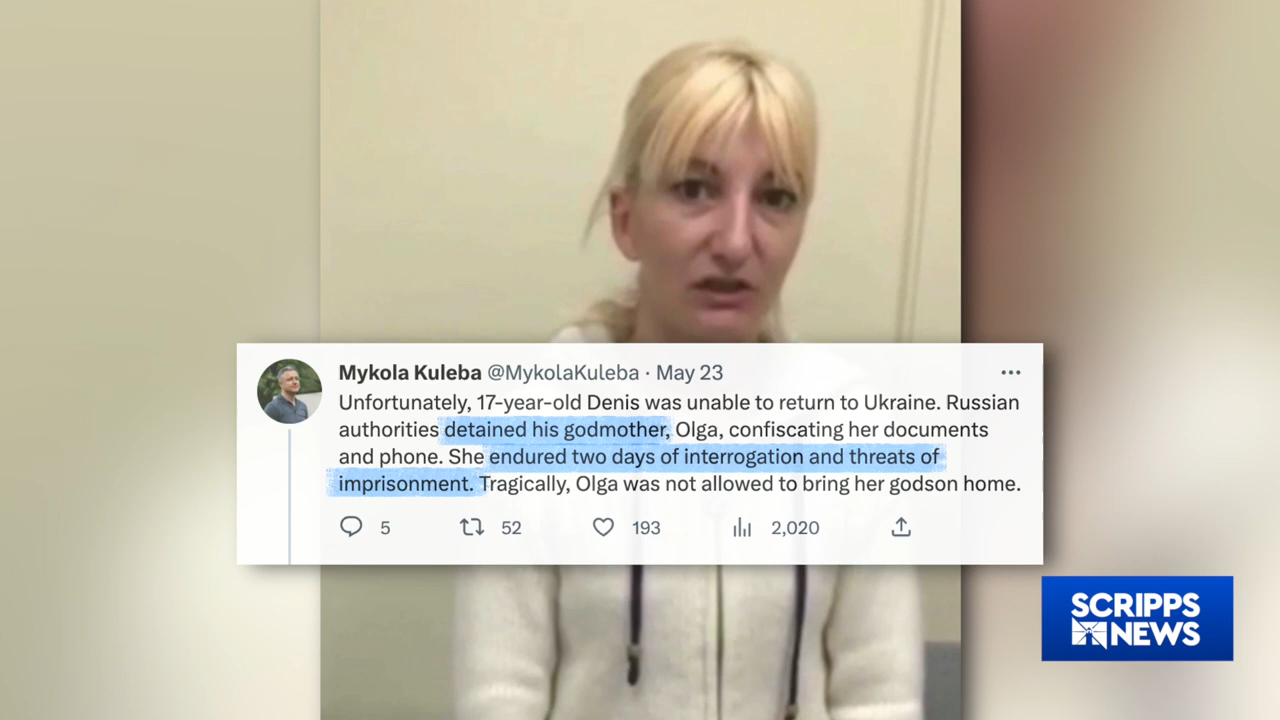 Mykola Kuleba @MykolaKuleba · May 23 ...
Unfortunately, 17-year-old Denis was unable to return to Ukraine. Russian
authorities detained his godmother, Olga, confiscating her documents
and phone. She endured two days of interrogation and threats of
imprisonment. Tragically, Olga was not allowed to bring her godson home.
5 52 193 2,020
SCRIPPS
NEWS